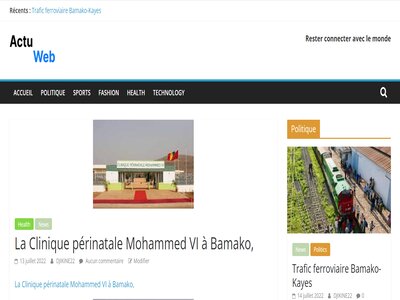 Récents : Trafic ferroviaire Bamako-Kayes
Actu
Web
Rester connecter avec le monde
ACCUEIL POLITIQUE SPORTS FASHION HEALTH TECHNOLOGY
CLINIQUE PÉRINATALE MOHAMMED VI
Health News
La Clinique périnatale Mohammed VI à Bamako,
13 juillet 2022 DJIKINE22 Aucun commentaire Modifier
La Clinique périnatale Mohammed VI à Bamako,
Politique
News Politics
Trafic ferroviaire Bamako-
Kayes
14 juillet 2022 DJIKINE22 0